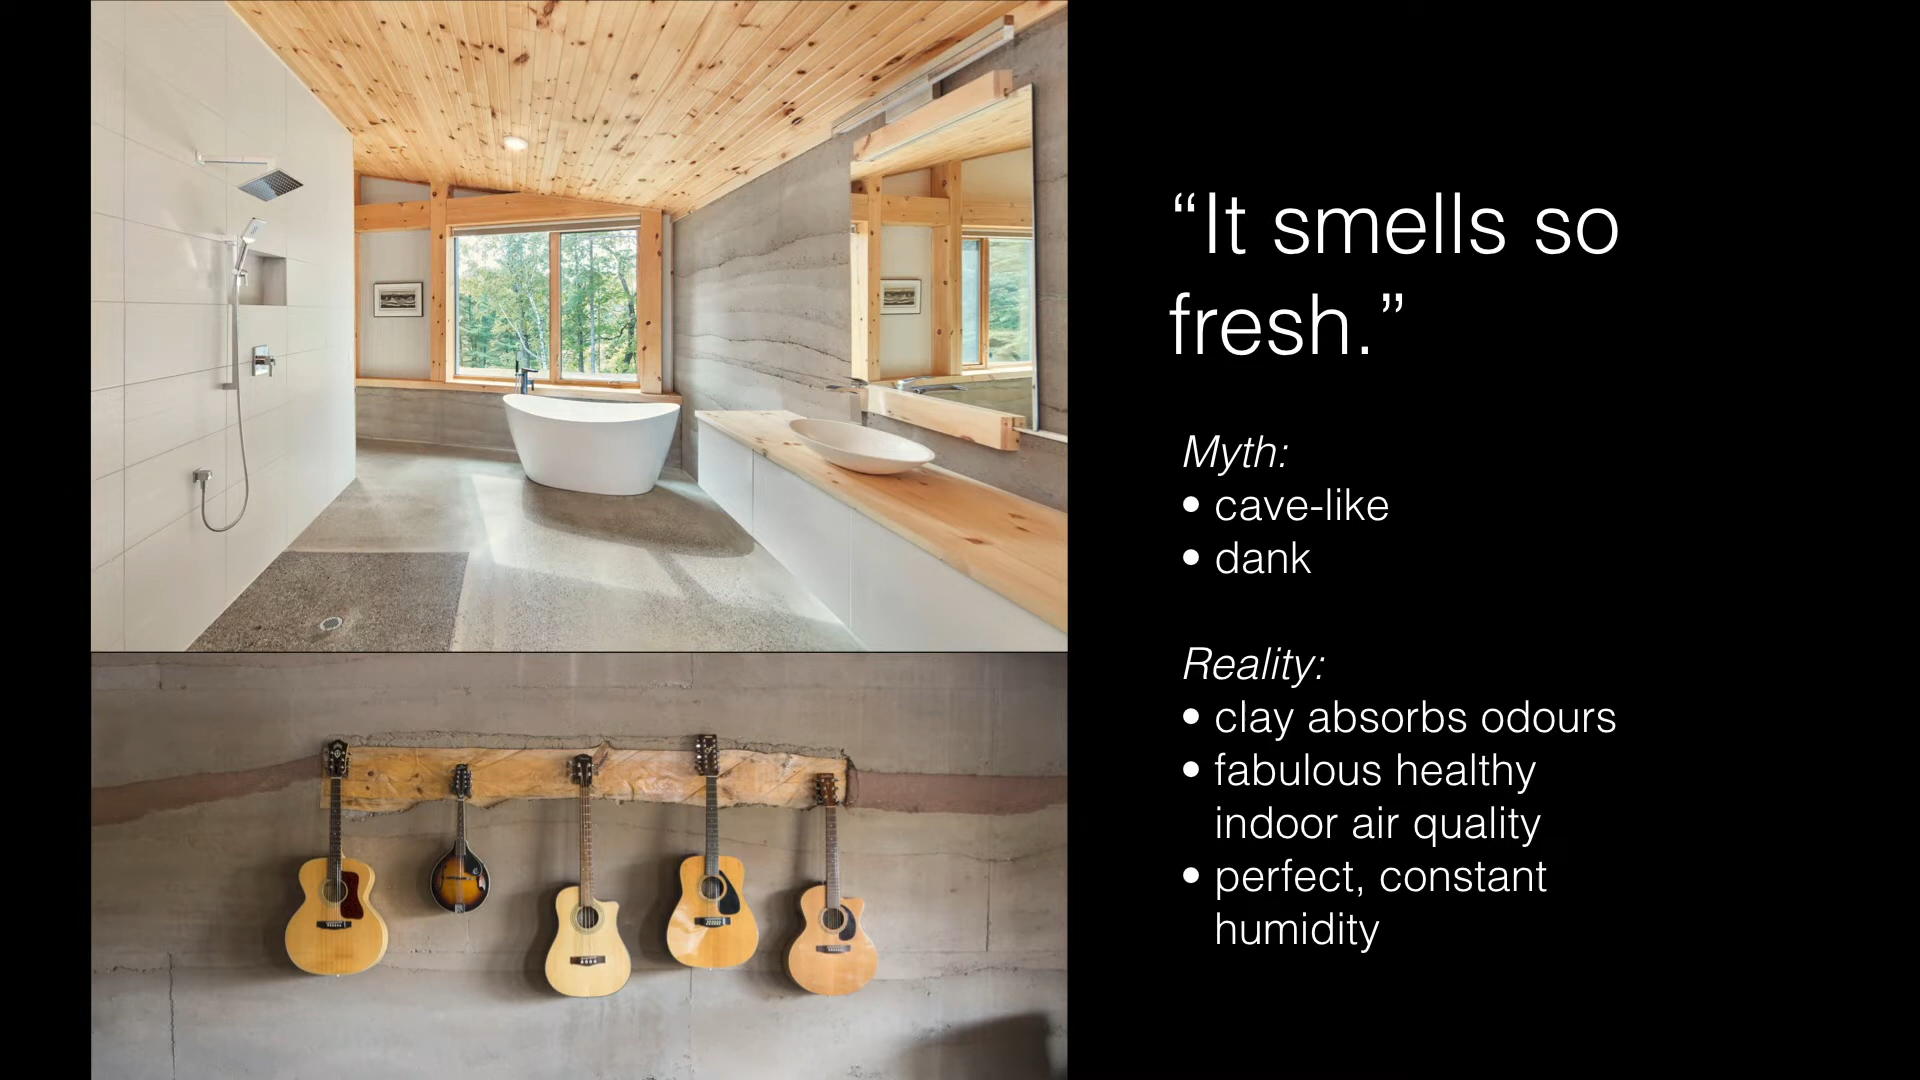 “It smells so
fresh.”
Myth:
• cave-like
• dank
Reality:
• clay absorbs odours
• fabulous healthy
indoor air quality
• perfect, constant
humidity